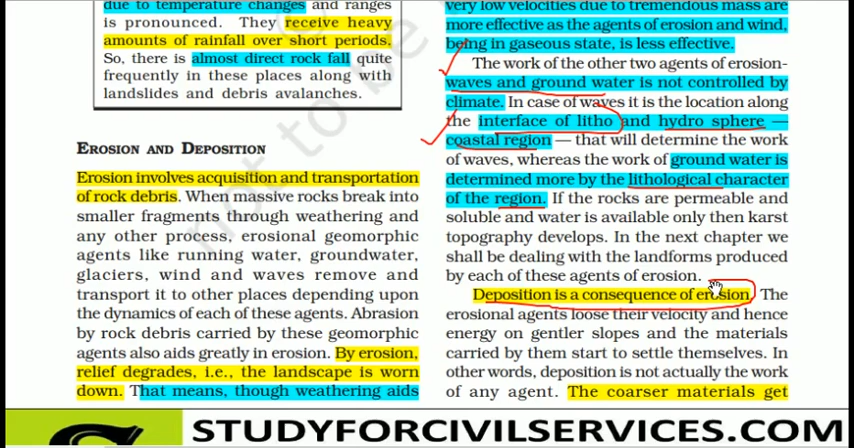 due to temperature changes and ranges
is pronounced. They receive heavy
amounts of rainfall over short periods.
So, there is almost direct rock fall quite
frequently in these places along with
landslides and debris avalanches.
EROSION AND DEPOSITION
Erosion involves acquisition and transportation
of rock debris. When massive rocks break into
smaller fragments through weathering and
any other process, erosional geomorphic
agents like running water, groundwater,
glaciers, wind and waves remove and
transport it to other places depending upon
the dynamics of each of these agents. Abrasion
by rock debris carried by these geomorphic
agents also aids greatly in erosion. By erosion,
relief degrades, i.e., the landscape is worn
down. That means, though weathering aids
very low velocities due to tremendous mass are
more effective as the agents of erosion and wind,
being in gaseous state, is less effective.
The work of the other two agents of erosion-
waves and ground water is not controlled by
climate. In case of waves it is the location along
the interface of litho and hydro sphere —
coastal region — that will determine the work
of waves, whereas the work of ground water is
determined more by the lithological character
of the region. If the rocks are permeable and
soluble and water is available only then karst
topography develops. In the next chapter we
shall be dealing with the landforms produced
by each of these agents of erosion.
Deposition is a consequence of erosion. The
erosional agents loose their velocity and hence
energy on gentler slopes and the materials
carried by them start to settle themselves. In
other words, deposition is not actually the work
of any agent. The coarser materials get
not to be
STUDYFORCIVILSERVICES.COM